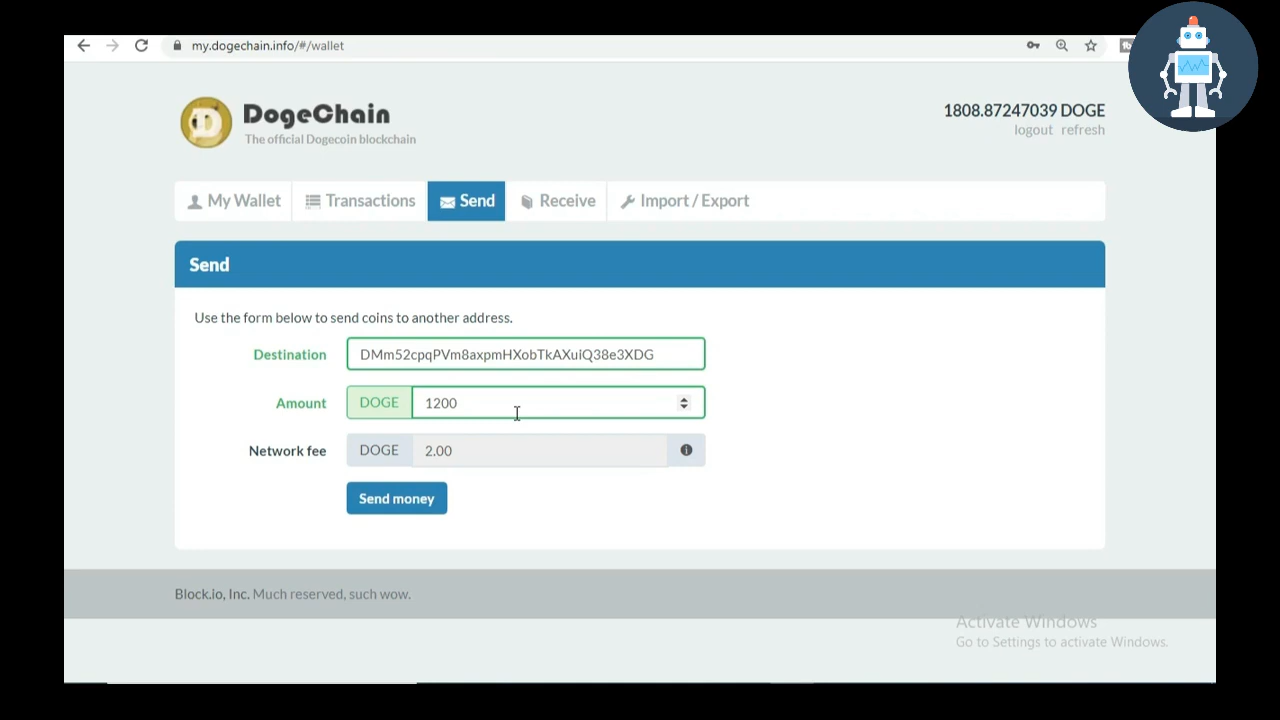 my.dogechain.info/#/wallet
DogeChain
The official Dogecoin blockchain
1808.87247039 DOGE
logout refresh
My Wallet Transactions Send Receive Import / Export
Send
Use the form below to send coins to another address.
Destination DMm52cpqPVm8axpmHXobTkAXuiQ38e3XDG
Amount DOGE 1200
Network fee DOGE 2.00
Send money
Block.io, Inc. Much reserved, such wow.
Activate Windows
Go to Settings to activate Windows.